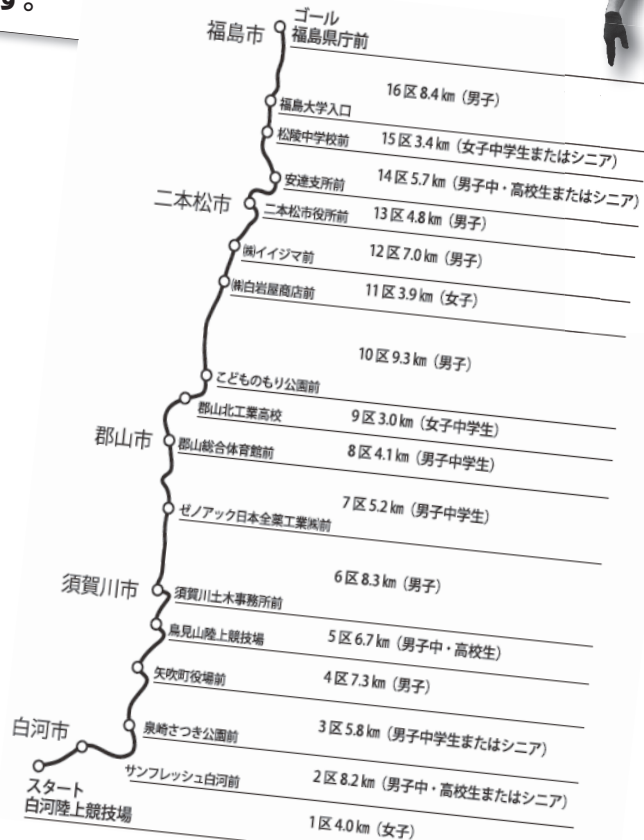 す。
福島市
ゴール
福島県庁前
16区 8.4㎞（男子）
福島大学入口
15区 3.4㎞（女子中学生またはシニア）
松陵中学校前
14区 5.7㎞（男子中・高校生またはシニア）
安達支所前
二本松市
13区 4.8㎞（男子）
二本松市役所前
12区 7.0㎞（男子）
㈱イイジマ前
11区 3.9㎞（女子）
㈱白岩屋商店前
10区 9.3㎞（男子）
こどものもり公園前
9区 3.0㎞（女子中学生）
郡山北工業高校
郡山市
8区 4.1㎞（男子中学生）
郡山総合体育館前
7区 5.2㎞（男子中学生）
ゼノアック日本全薬工業㈱前
6区 8.3㎞（男子）
須賀川市
須賀川土木事務所前
5区 6.7㎞（男子中・高校生）
鳥見山陸上競技場
4区 7.3㎞（男子）
矢吹町役場前
3区 5.8㎞（男子中学生またはシニア）
泉崎さつき公園前
白河市
2区 8.2㎞（男子中・高校生またはシニア）
サンフレッシュ白河前
1区 4.0㎞（女子）
スタート
白河陸上競技場